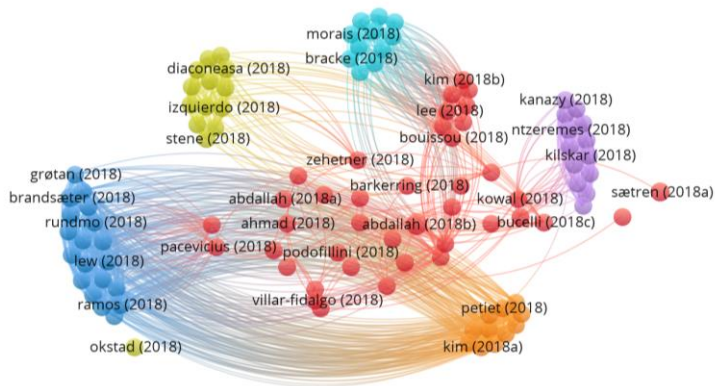 morais (2018)
bracke (2018)
diaconeasa (2018)
kim (2018b)
izquierdo (2018)
lee (2018)
kanazy (2018)
stene (2018)
bouissou (2018)
ntzeremes (2018)
zehetner (2018)
kilskar (2018)
grøtan (2018)
barkerring (2018)
sætren (2018a)
brandsæter (2018)
abdallah (2018a)
kowal (2018)
rundmo (2018)
ahmad (2018)
abdallah (2018b)
bucelli (2018c)
pacevicius (2018)
podofillini (2018)
lew (2018)
villar-fidalgo (2018)
ramos (2018)
petiet (2018)
okstad (2018)
kim (2018a)